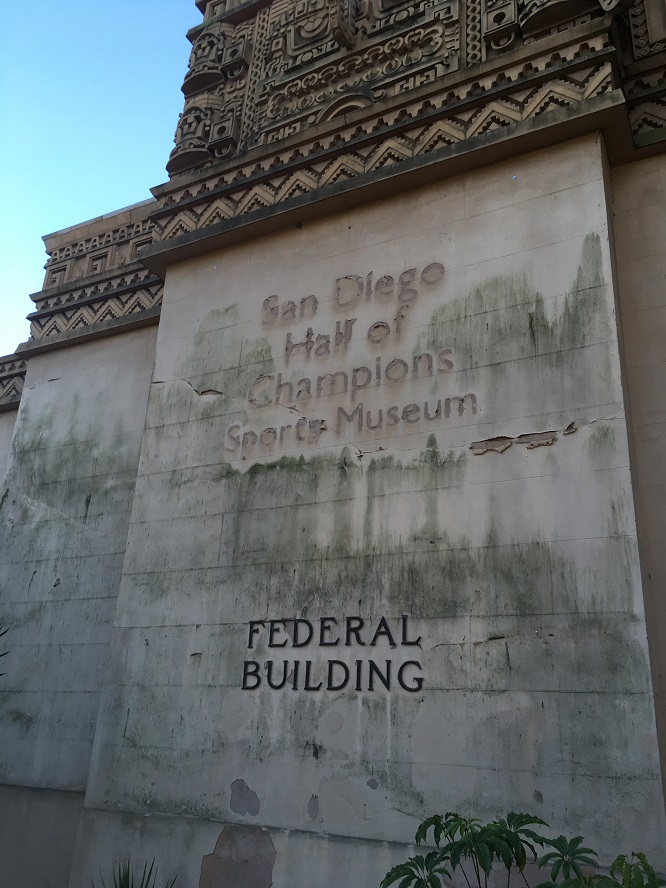 San Diego
Hall of
Champions
Sports Museum
FEDERAL
BUILDING